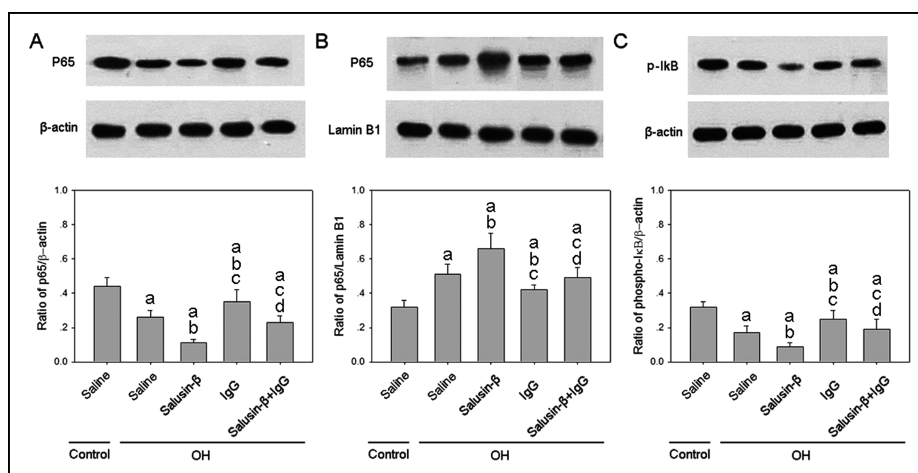 A
P65
β-actin
Ratio of p65/β-actin
1.0
.8
.6
.4
.2
0.0
a
a
b
a
b
c
a
c
d
Saline
Saline
Salusin-β
IgG
Salusin-β+IgG
Control
OH
B
P65
Lamin B1
Ratio of p65/Lamin B1
1.0
.8
.6
.4
.2
0.0
a
a
b
a
b
c
a
c
d
Saline
Saline
Salusin-β
IgG
Salusin-β+IgG
Control
OH
C
p-IkB
β-actin
Ratio of phospho-IκB/β-actin
1.0
.8
.6
.4
.2
0.0
a
a
b
a
b
c
a
c
d
Saline
Saline
Salusin-β
IgG
Salusin-β+IgG
Control
OH